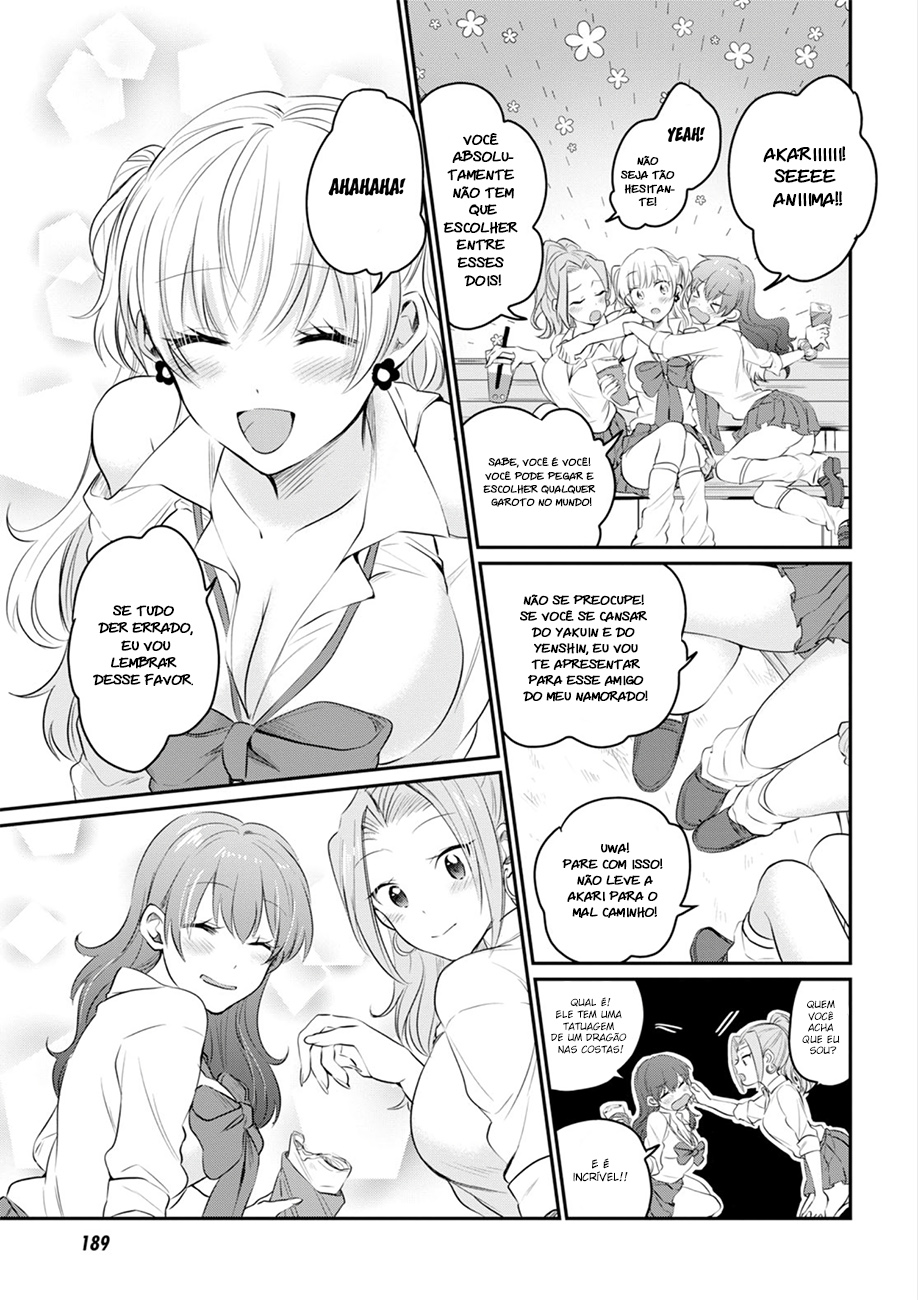 AKARIIIIII!
SEEEE
ANIIIMA!!
YEAH!
NÃO
SEJA TÃO
HESITAN-
TE!
VOCÊ
ABSOLU-
TAMENTE
NÃO TEM
QUE
ESCOLHER
ENTRE
ESSES
DOIS!
SABE, VOCÊ É VOCÊ!
VOCÊ PODE PEGAR E
ESCOLHER QUALQUER
GAROTO NO MUNDO!
NÃO SE PREOCUPE!
SE VOCÊ SE CANSAR
DO YAKUIN E DO
YENSHIN, EU VOU
TE APRESENTAR
PARA ESSE AMIGO
DO MEU NAMORADO!
UWA!
PARE COM ISSO!
NÃO LEVE A
AKARI PARA O
MAL CAMINHO!
QUEM
VOCÊ
ACHA
QUE EU
SOU?
QUAL É!
ELE TEM UMA
TATUAGEM
DE UM DRAGÃO
NAS COSTAS!
E É
INCRÍVEL!!
AHAHAHA!
SE TUDO
DER ERRADO,
EU VOU
LEMBRAR
DESSE FAVOR.
189